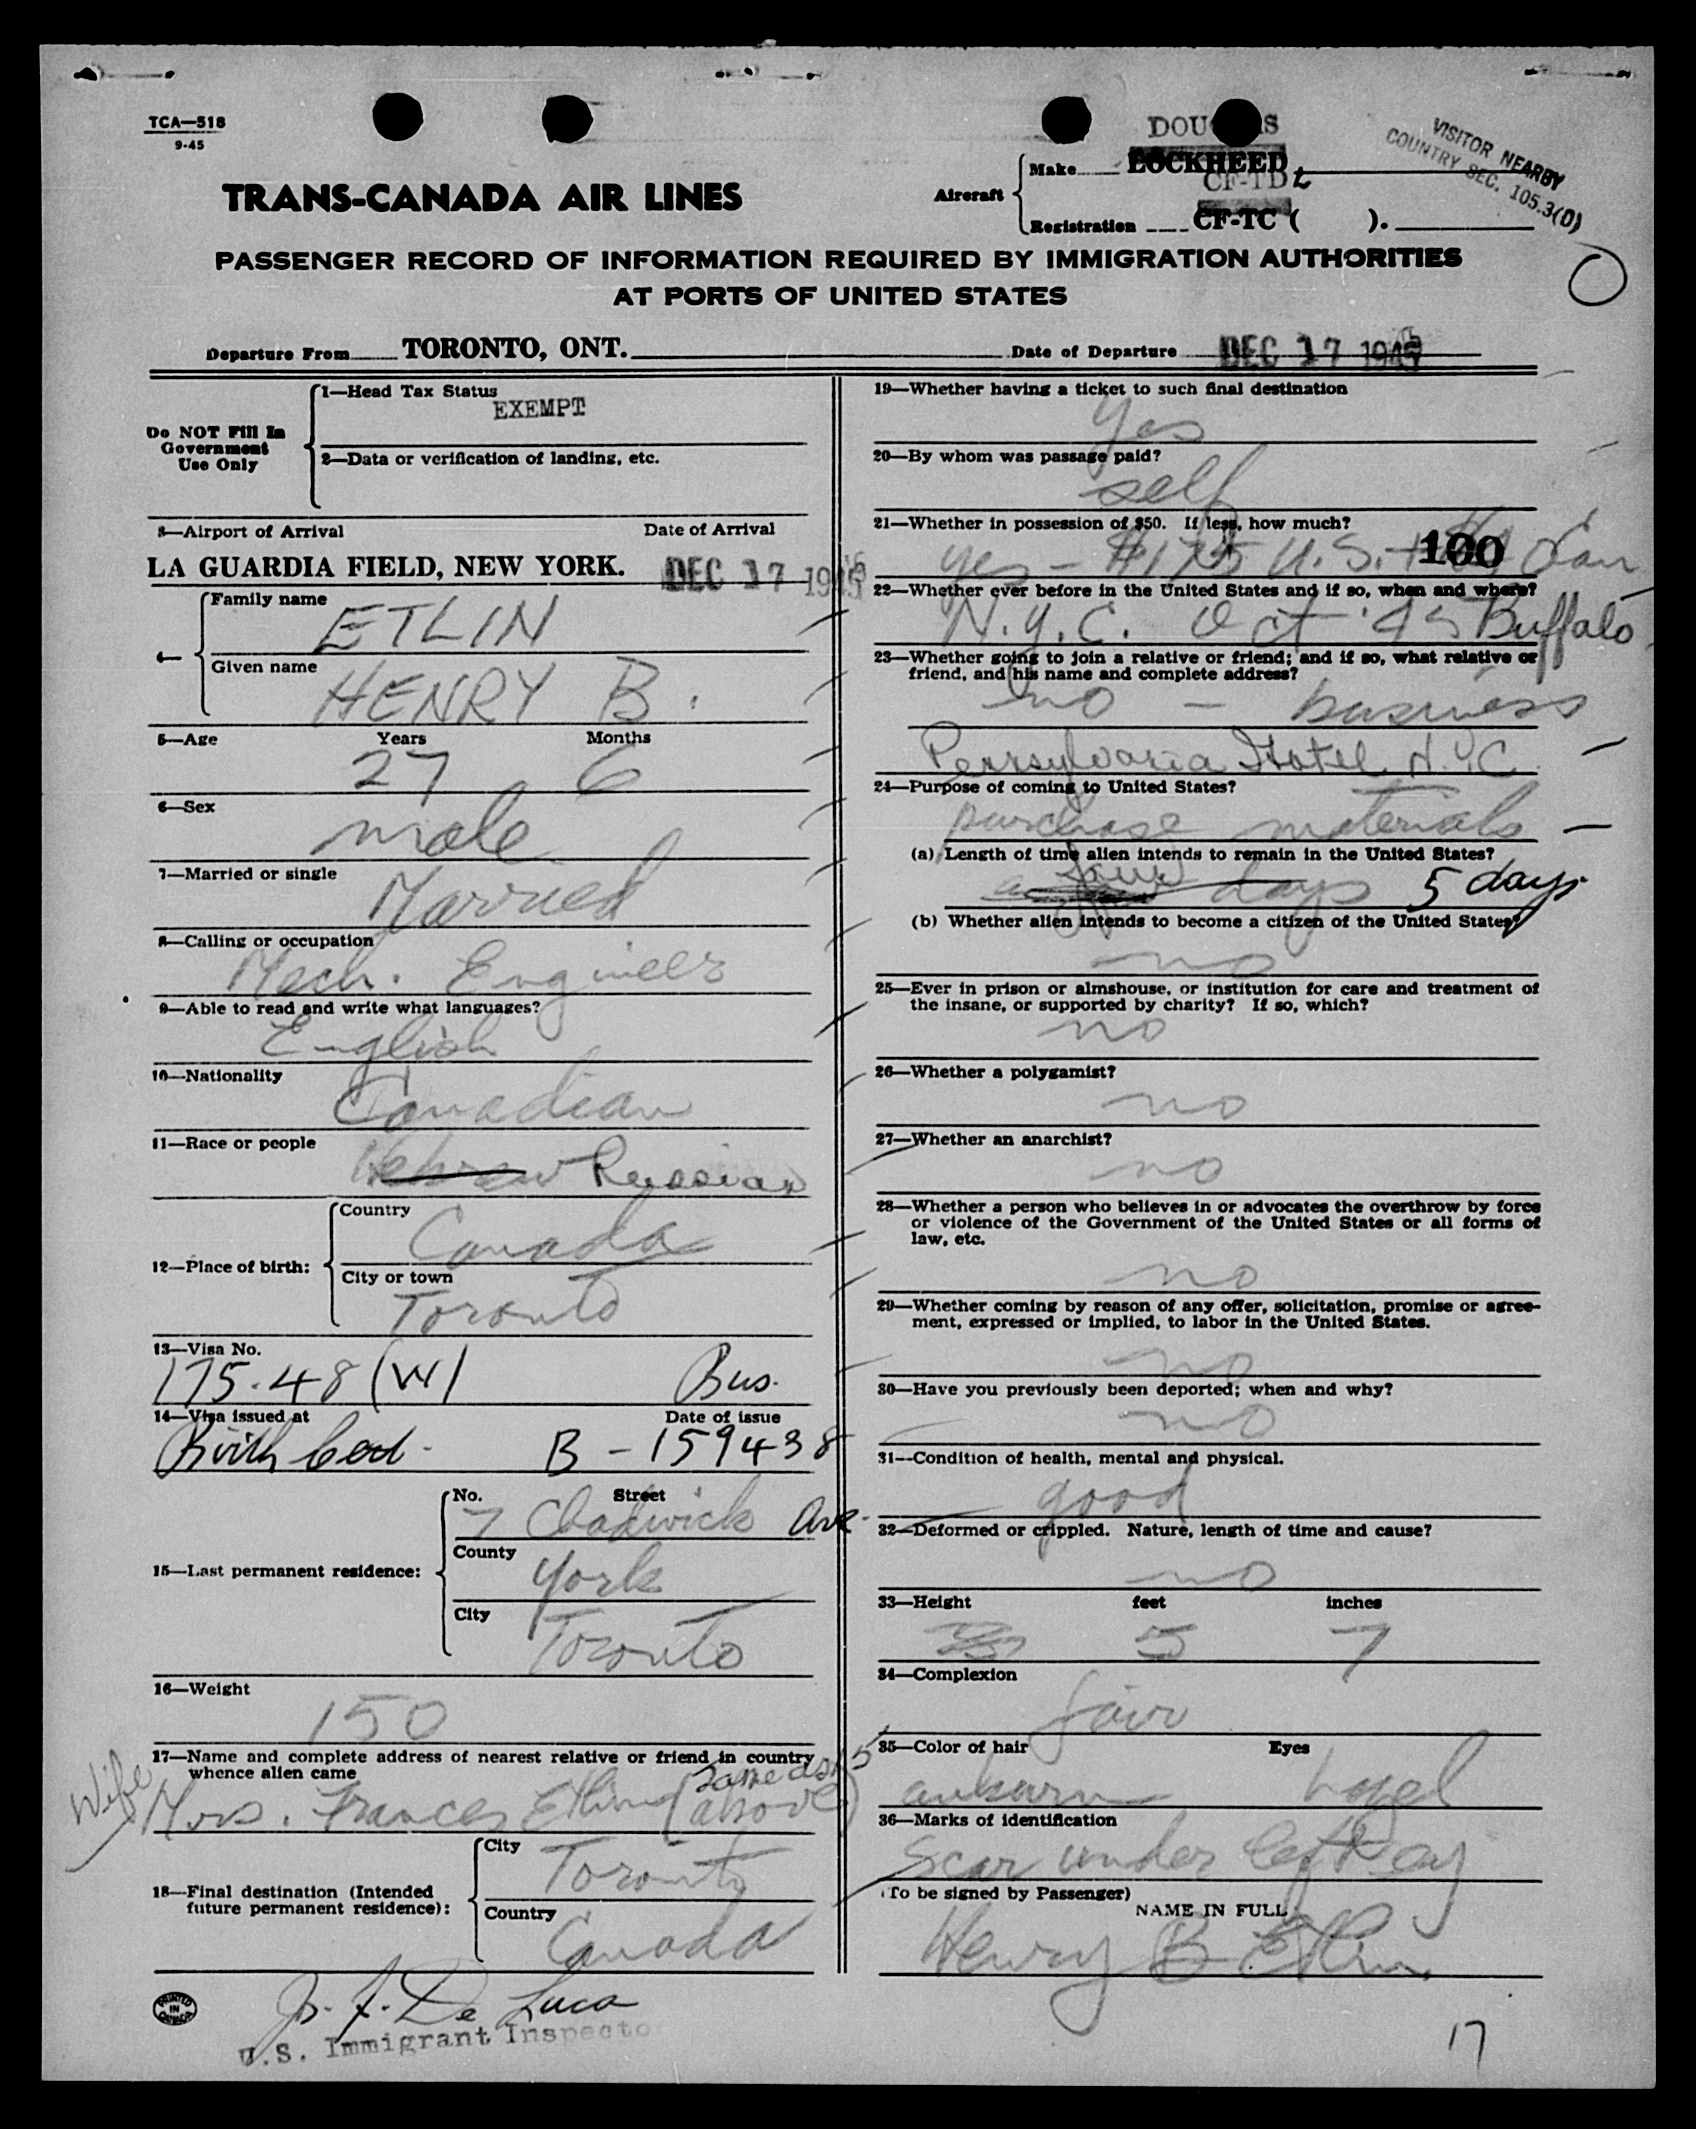 TCA—518
9-45
DOUGLAS
Make LOCKHEED
CF-TDL
Aircraft
Registration CF-TC ( ).
VISITOR NEARBY
COUNTRY SEC. 105.3(D)
TRANS-CANADA AIR LINES
PASSENGER RECORD OF INFORMATION REQUIRED BY IMMIGRATION AUTHORITIES
AT PORTS OF UNITED STATES
Departure From TORONTO, ONT. Date of Departure DEC 17
Do NOT Fill In
Government
Use Only
1—Head Tax Status
EXEMPT
2—Data or verification of landing, etc.
3—Airport of Arrival Date of Arrival
LA GUARDIA FIELD, NEW YORK. DEC 17
4—
Family name
ETLIN
Given name
HENRY B.
5—Age Years Months
27 6
6—Sex
male
7—Married or single
Married
8—Calling or occupation
Mech. Engineer
9—Able to read and write what languages?
English
10—Nationality
Canadian
11—Race or people
Hebrew Russian
12—Place of birth:
Country
Canada
City or town
Toronto
13—Visa No.
175.48 (W) Bus.
14—Visa issued at Date of issue
Birth Cert. B-159438
15—Last permanent residence:
No. Street
7 Chadwick Ave.
County
York
City
Toronto
16—Weight
150
17—Name and complete address of nearest relative or friend in country
whence alien came
Wife
Mrs. Frances Etlin (same as 15
above)
18—Final destination (Intended
future permanent residence):
City
Toronto
Country
Canada
J. F. De Luca
U.S. Immigrant Inspector
PRINTED
IN
CANADA
19—Whether having a ticket to such final destination
Yes
20—By whom was passage paid?
self
21—Whether in possession of $50. If less, how much?
yes - $175 U.S. + 100 Can
22—Whether ever before in the United States and if so, when and where?
N.Y.C. Oct '45 Buffalo
23—Whether going to join a relative or friend; and if so, what relative or
friend, and his name and complete address?
no - business
Pennsylvania Hotel N.Y.C.
24—Purpose of coming to United States?
purchase materials
(a) Length of time alien intends to remain in the United States?
days 5 days.
(b) Whether alien intends to become a citizen of the United States?
no
25—Ever in prison or almshouse, or institution for care and treatment of
the insane, or supported by charity? If so, which?
no
26—Whether a polygamist?
no
27—Whether an anarchist?
no
28—Whether a person who believes in or advocates the overthrow by force
or violence of the Government of the United States or all forms of
law, etc.
no
29—Whether coming by reason of any offer, solicitation, promise or agree-
ment, expressed or implied, to labor in the United States.
no
30—Have you previously been deported; when and why?
no
31—Condition of health, mental and physical.
good
32—Deformed or crippled. Nature, length of time and cause?
no
33—Height feet inches
5 7
34—Complexion
fair
35—Color of hair Eyes
auburn hazel
36—Marks of identification
Scar under left ey
(To be signed by Passenger)
NAME IN FULL
Henry B Etlin
17